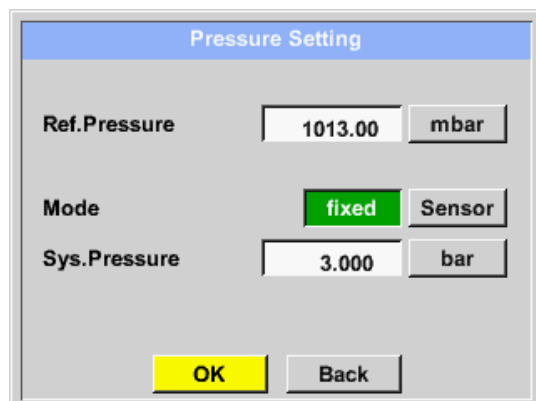 Pressure Setting
Ref.Pressure 1013.00 mbar
Mode fixed Sensor
Sys.Pressure 3.000 bar
OK Back